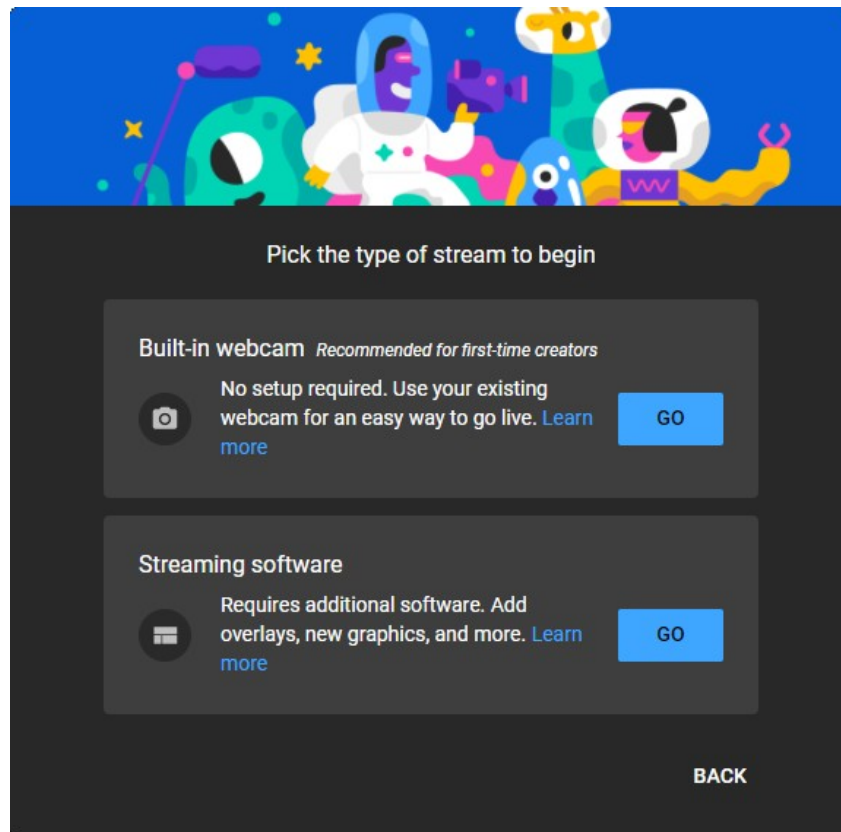 Pick the type of stream to begin
Built-in webcam Recommended for first-time creators
No setup required. Use your existing
webcam for an easy way to go live. Learn
more
GO
Streaming software
Requires additional software. Add
overlays, new graphics, and more. Learn
more
GO
BACK